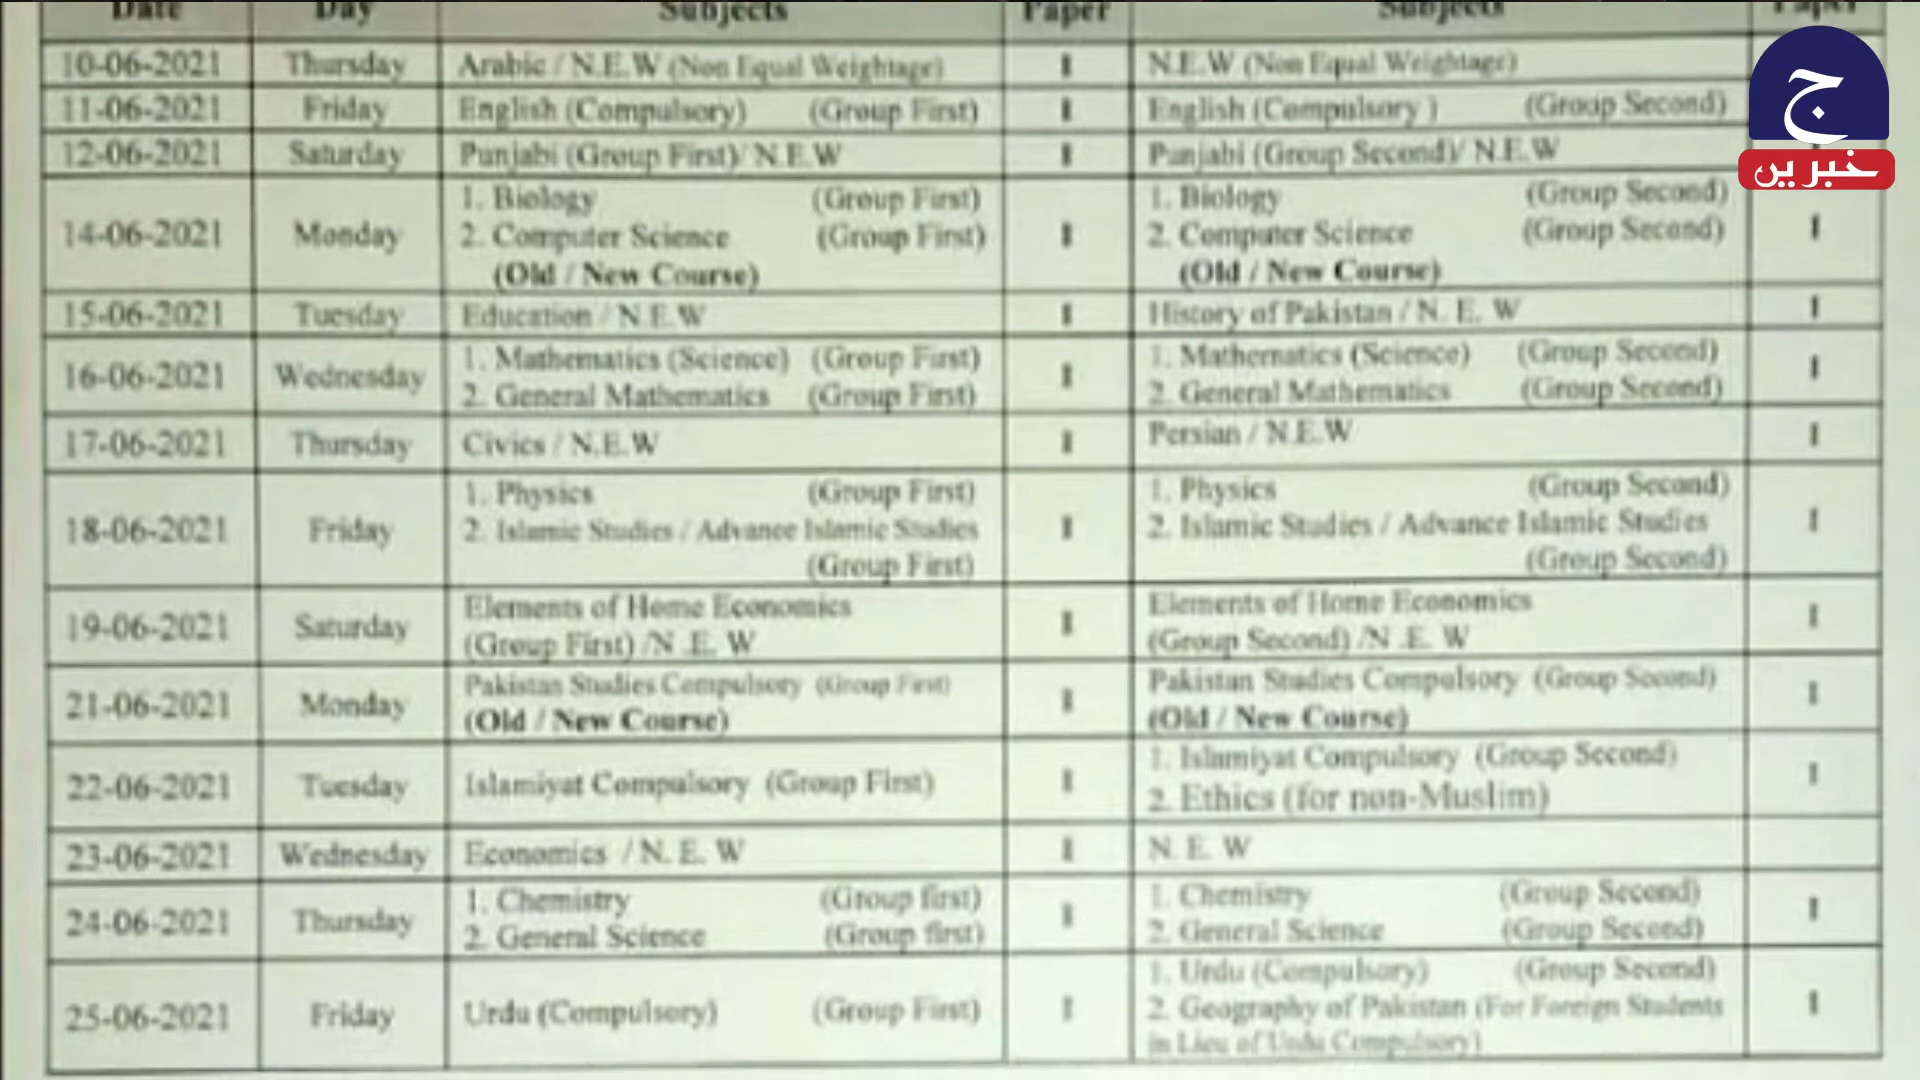 Date Day Subjects Paper Subjects Paper
10-06-2021 Thursday Arabic / N.E.W (Non Equal Weightage) I N.E.W (Non Equal Weightage)
11-06-2021 Friday English (Compulsory) (Group First) I English (Compulsory ) (Group Second)
12-06-2021 Saturday Punjabi (Group First)/ N.E.W I Punjabi (Group Second)/ N.E.W
14-06-2021 Monday 1. Biology (Group First) I 1. Biology (Group Second) I
2. Computer Science (Group First) 2. Computer Science (Group Second)
(Old / New Course) (Old / New Course)
15-06-2021 Tuesday Education / N.E.W I History of Pakistan / N. E. W I
16-06-2021 Wednesday 1. Mathematics (Science) (Group First) I 1. Mathematics (Science) (Group Second) I
2. General Mathematics (Group First) 2. General Mathematics (Group Second)
17-06-2021 Thursday Civics / N.E.W I Persian / N.E.W I
18-06-2021 Friday 1. Physics (Group First) I 1. Physics (Group Second) I
2. Islamic Studies / Advance Islamic Studies 2. Islamic Studies / Advance Islamic Studies
(Group First) (Group Second)
19-06-2021 Saturday Elements of Home Economics I Elements of Home Economics I
(Group First) /N .E. W (Group Second) /N .E. W
21-06-2021 Monday Pakistan Studies Compulsory (Group First) I Pakistan Studies Compulsory (Group Second) I
(Old / New Course) (Old / New Course)
22-06-2021 Tuesday Islamiyat Compulsory (Group First) I 1. Islamiyat Compulsory (Group Second) I
2. Ethics (for non-Muslim)
23-06-2021 Wednesday Economics / N. E. W I N. E. W
24-06-2021 Thursday 1. Chemistry (Group first) I 1. Chemistry (Group Second) I
2. General Science (Group first) 2. General Science (Group Second)
25-06-2021 Friday Urdu (Compulsory) (Group First) I 1. Urdu (Compulsory) (Group Second) I
2. Geography of Pakistan (For Foreign Students
in Lieu of Urdu Compulsory)
ج
خبریں